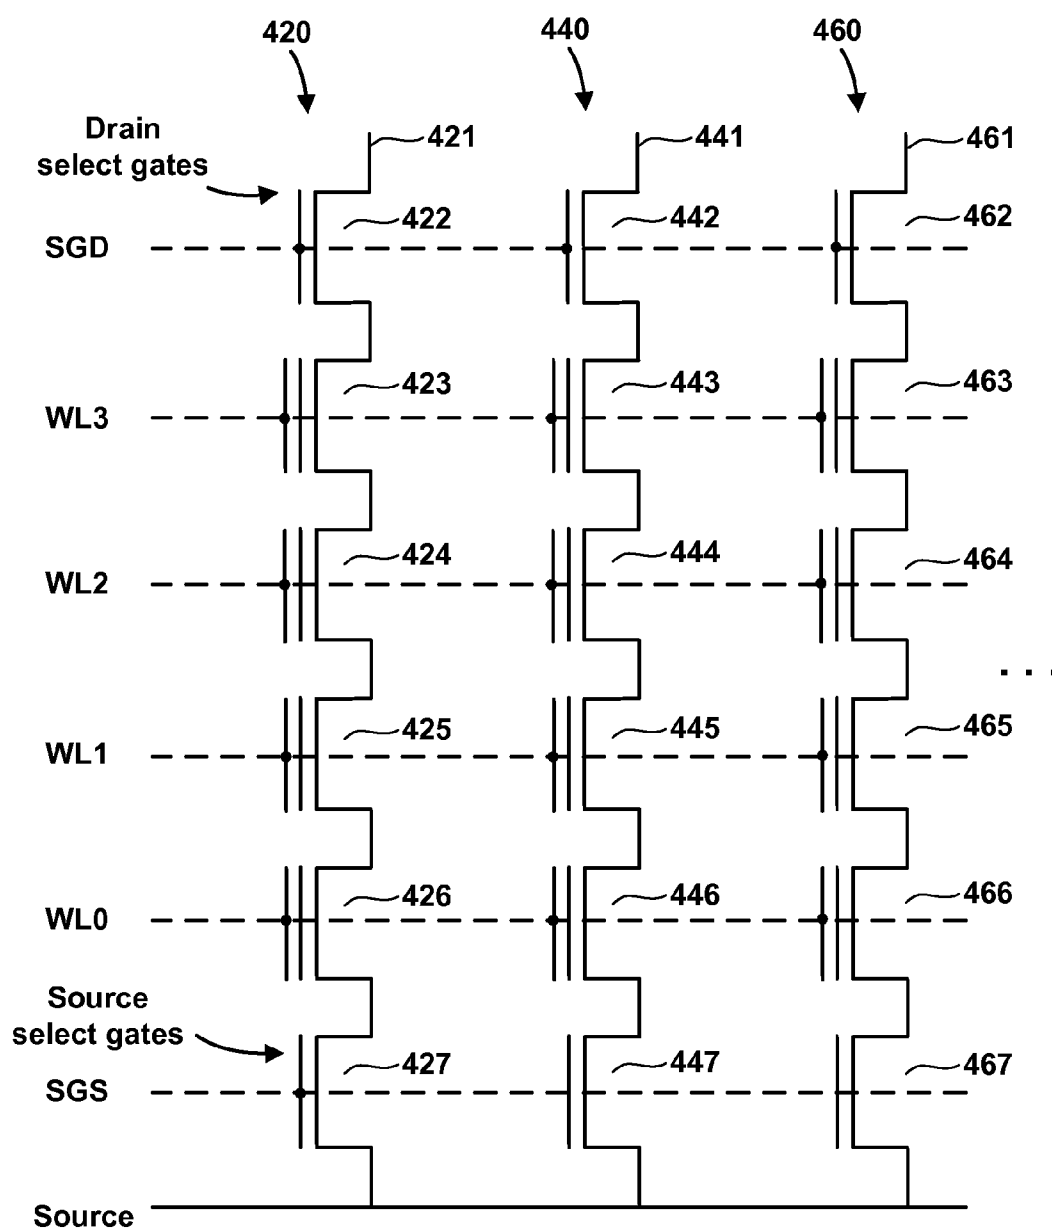 420 440 460
Drain
select gates
421 441 461
422 442 462
SGD
423 443 463
WL3
424 444 464
WL2
. . .
425 445 465
WL1
426 446 466
WL0
Source
select gates
427 447 467
SGS
Source